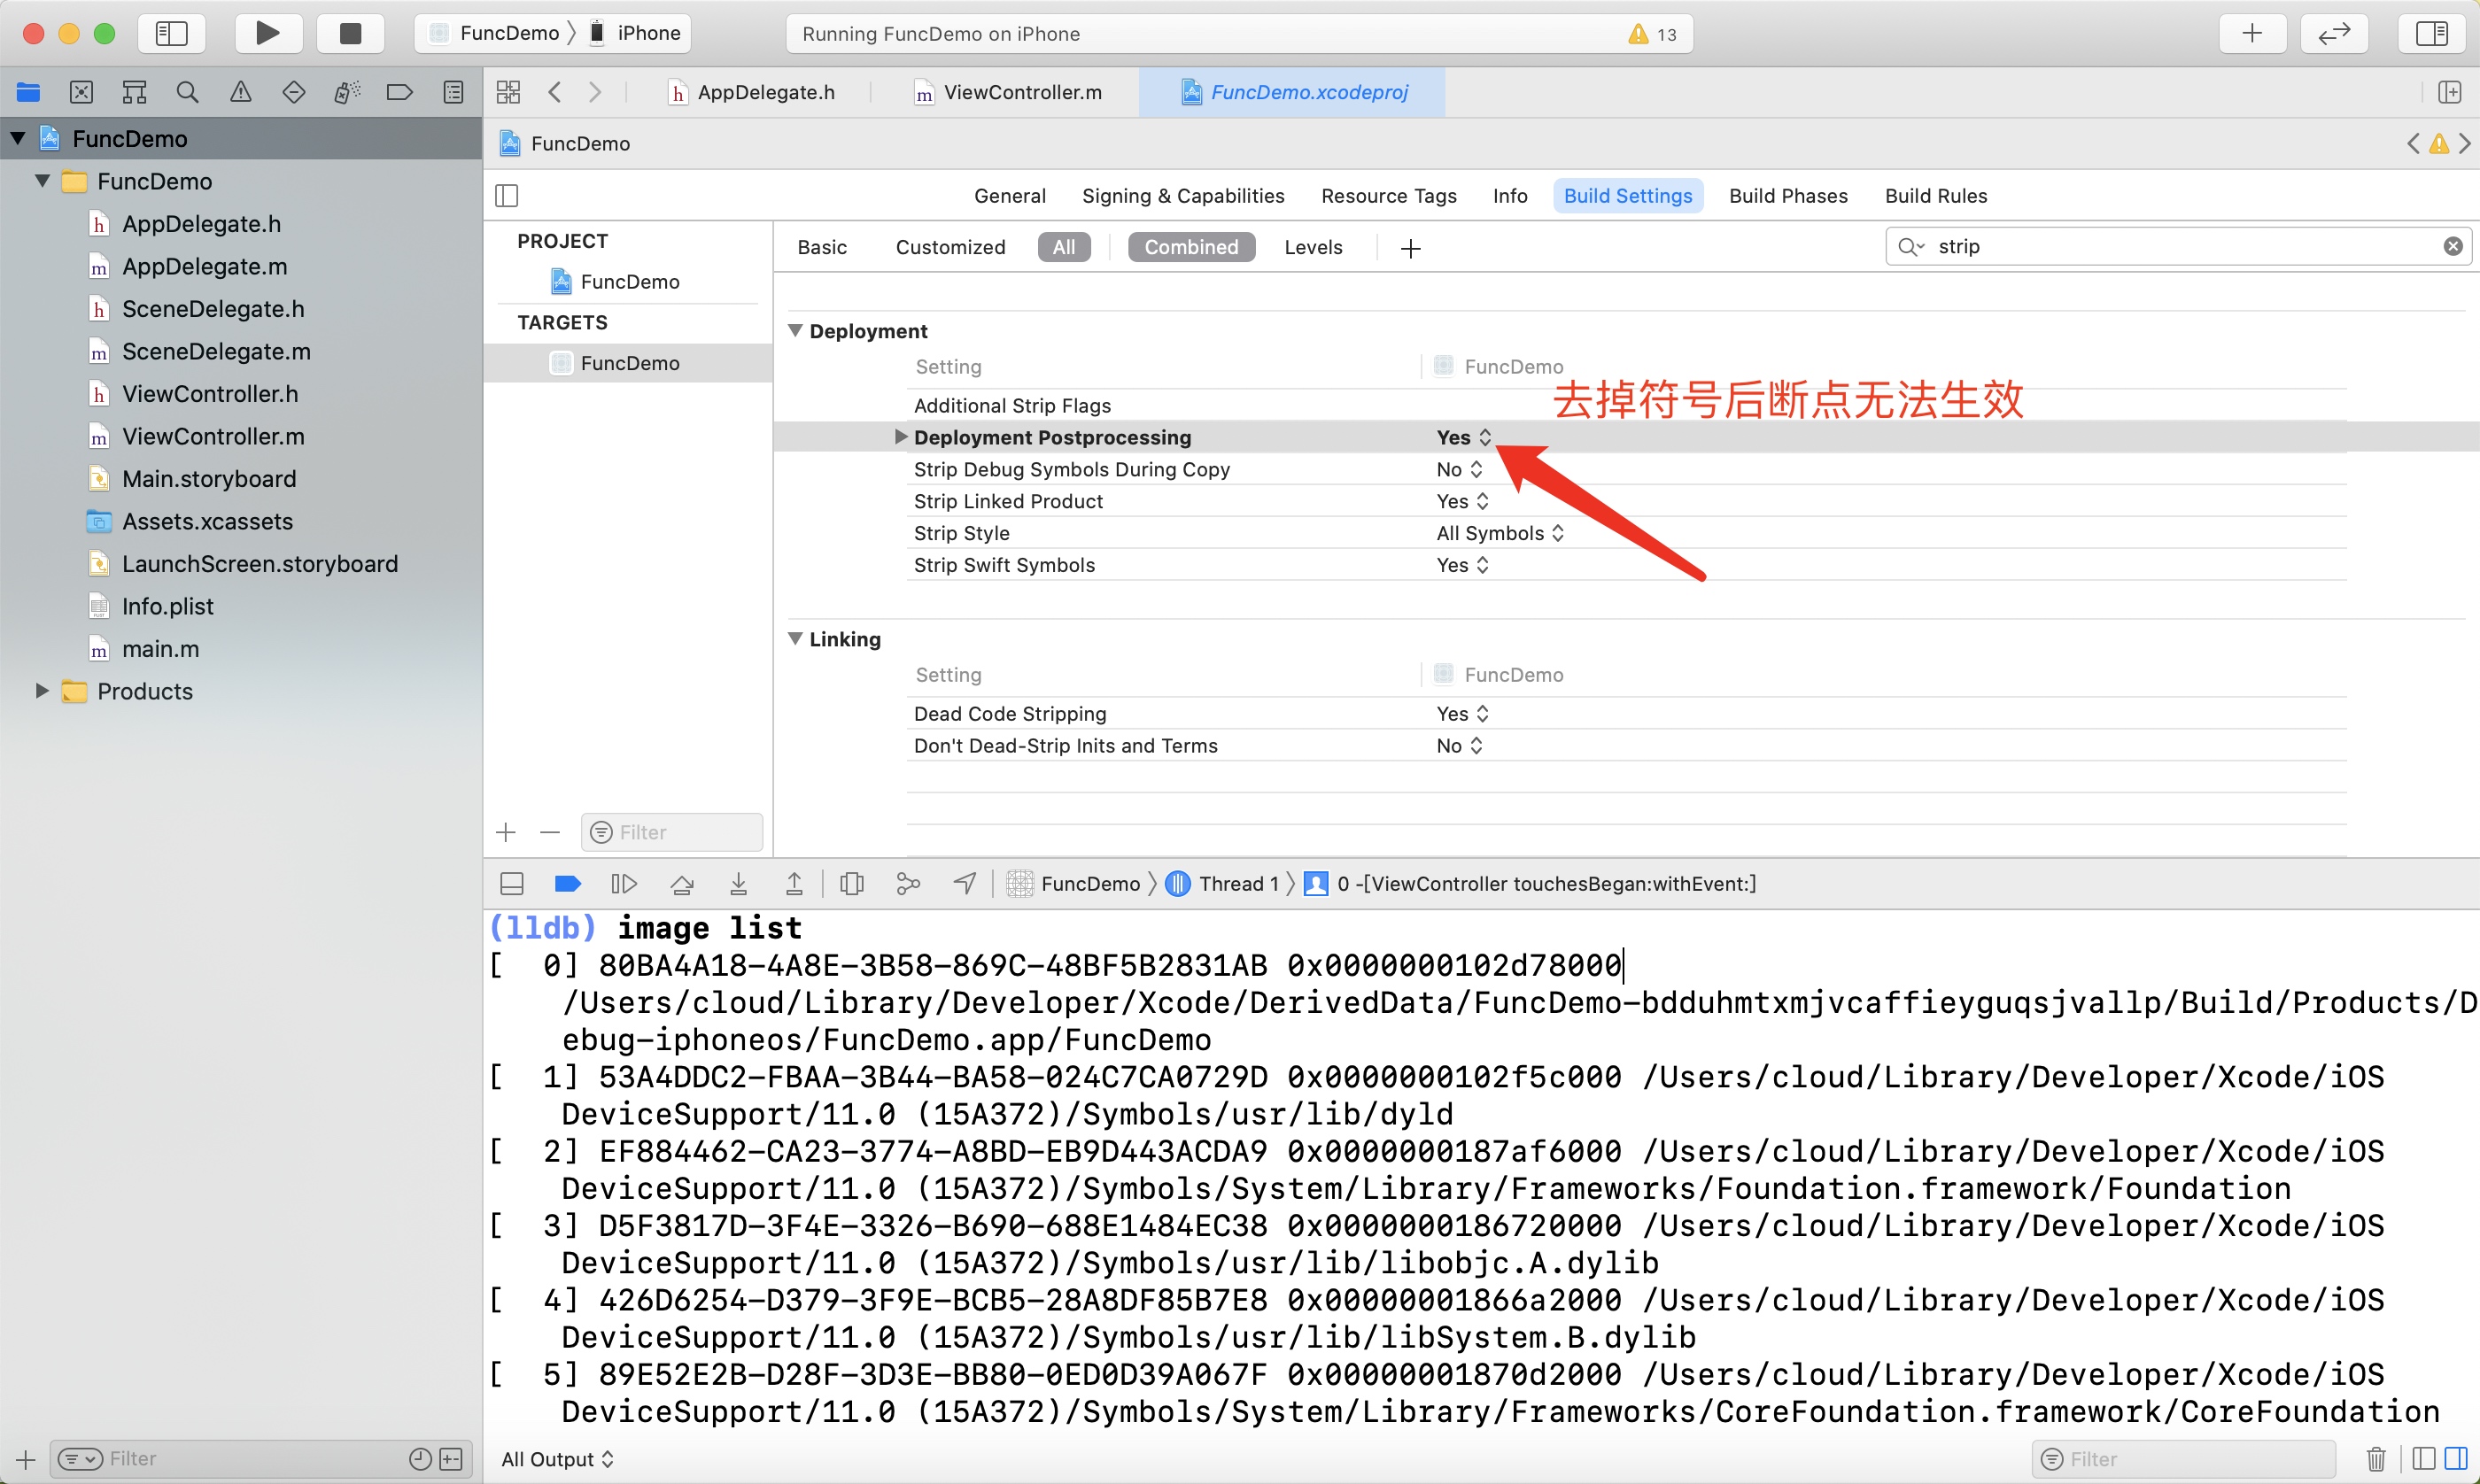 FuncDemo 〉 iPhone
Running FuncDemo on iPhone
13
AppDelegate.h
ViewController.m
FuncDemo.xcodeproj
FuncDemo
FuncDemo
AppDelegate.h
AppDelegate.m
SceneDelegate.h
SceneDelegate.m
ViewController.h
ViewController.m
Main.storyboard
Assets.xcassets
LaunchScreen.storyboard
Info.plist
main.m
Products
Filter
FuncDemo
General Signing & Capabilities Resource Tags Info Build Settings Build Phases Build Rules
PROJECT
FuncDemo
TARGETS
FuncDemo
Filter
Basic Customized All Combined Levels
strip
Deployment
Setting FuncDemo
去掉符号后断点无法生效
Additional Strip Flags
Deployment Postprocessing Yes
Strip Debug Symbols During Copy No
Strip Linked Product Yes
Strip Style All Symbols
Strip Swift Symbols Yes
Linking
Setting FuncDemo
Dead Code Stripping Yes
Don't Dead-Strip Inits and Terms No
FuncDemo 〉 Thread 1 〉 0 -[ViewController touchesBegan:withEvent:]
(lldb) image list
[  0] 80BA4A18-4A8E-3B58-869C-48BF5B2831AB 0x0000000102d78000
/Users/cloud/Library/Developer/Xcode/DerivedData/FuncDemo-bdduhmtxmjvcaffieyguqsjvallp/Build/Products/D
ebug-iphoneos/FuncDemo.app/FuncDemo
[  1] 53A4DDC2-FBAA-3B44-BA58-024C7CA0729D 0x0000000102f5c000 /Users/cloud/Library/Developer/Xcode/iOS
DeviceSupport/11.0 (15A372)/Symbols/usr/lib/dyld
[  2] EF884462-CA23-3774-A8BD-EB9D443ACDA9 0x0000000187af6000 /Users/cloud/Library/Developer/Xcode/iOS
DeviceSupport/11.0 (15A372)/Symbols/System/Library/Frameworks/Foundation.framework/Foundation
[  3] D5F3817D-3F4E-3326-B690-688E1484EC38 0x0000000186720000 /Users/cloud/Library/Developer/Xcode/iOS
DeviceSupport/11.0 (15A372)/Symbols/usr/lib/libobjc.A.dylib
[  4] 426D6254-D379-3F9E-BCB5-28A8DF85B7E8 0x00000001866a2000 /Users/cloud/Library/Developer/Xcode/iOS
DeviceSupport/11.0 (15A372)/Symbols/usr/lib/libSystem.B.dylib
[  5] 89E52E2B-D28F-3D3E-BB80-0ED0D39A067F 0x00000001870d2000 /Users/cloud/Library/Developer/Xcode/iOS
DeviceSupport/11.0 (15A372)/Symbols/System/Library/Frameworks/CoreFoundation.framework/CoreFoundation
All Output
Filter